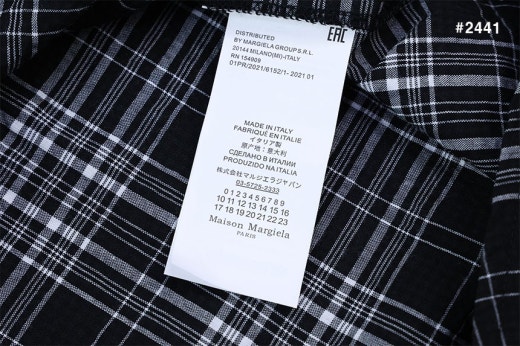 #2441
EAC
DISTRIBUTED
BY MARGIELA GROUP S.R.L.
20144 MILANO(MI)-ITALY
RN 154909
01PR/2021/6152/1- 2021 01
MADE IN ITALY
FABRIQUÉ EN ITALIE
イタリア製
原产地：意大利
СДЕЛАНО В ИТАЛИИ
PRODUZIDO NA ITALIA
株式会社マルジェラジャパン
03-5725-2233
0 1 2 3 4 5 6 7 8 9
10 11 12 13 14 15 16
17 18 19 20 21 22 23
Maison Margiela
PARIS